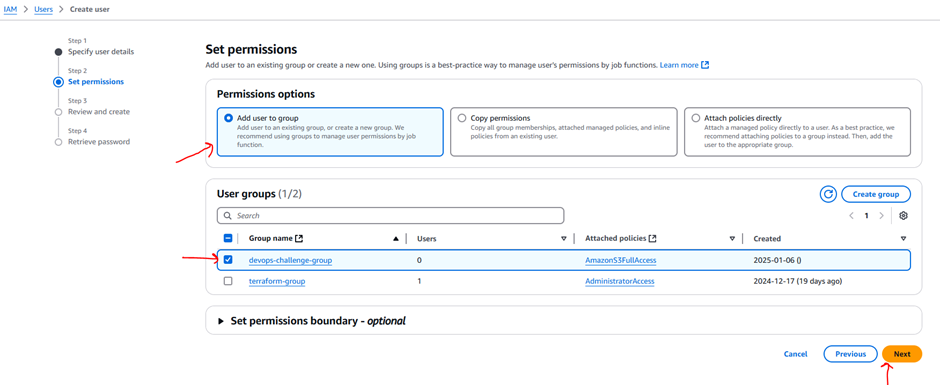 IAM > Users > Create user
Step 1
Specify user details
Step 2
Set permissions
Step 3
Review and create
Step 4
Retrieve password
Set permissions
Add user to an existing group or create a new one. Using groups is a best-practice way to manage user's permissions by job functions. Learn more
Permissions options
Add user to group
Add user to an existing group, or create a new group. We
recommend using groups to manage user permissions by job
function.
Copy permissions
Copy all group memberships, attached managed policies, and inline
policies from an existing user.
Attach policies directly
Attach a managed policy directly to a user. As a best practice, we
recommend attaching policies to a group instead. Then, add the
user to the appropriate group.
User groups (1/2)
Create group
Search
< 1 >
Group name Users Attached policies Created
devops-challenge-group 0 AmazonS3FullAccess 2025-01-06 ()
terraform-group 1 AdministratorAccess 2024-12-17 (19 days ago)
Set permissions boundary - optional
Cancel Previous Next